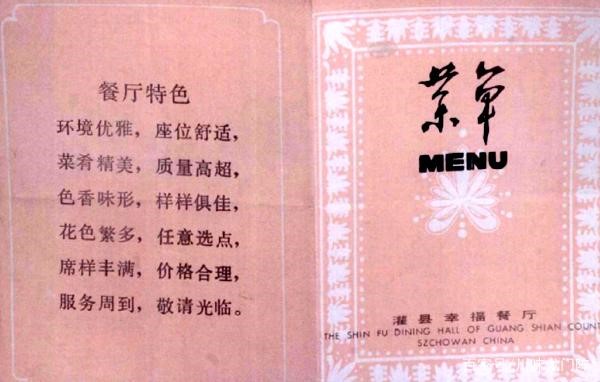 餐厅特色
环境优雅，座位舒适，
菜肴精美，质量高超，
色香味形，样样俱佳，
花色繁多，任意选点，
席样丰满，价格合理，
服务周到，敬请光临。
菜单
MENU
灌县幸福餐厅
THE SHIN FU DINING HALL OF GUANG SHIAN COUNT
SZCHOWAN CHINA